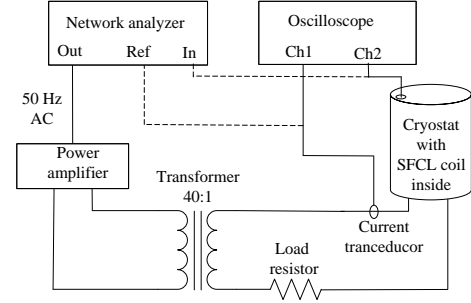 Network analyzer
Out Ref In
Oscilloscope
Ch1 Ch2
50 Hz
AC
Power
amplifier
Transformer
40:1
Cryostat
with
SFCL coil
inside
Current
tranceducor
Load
resistor